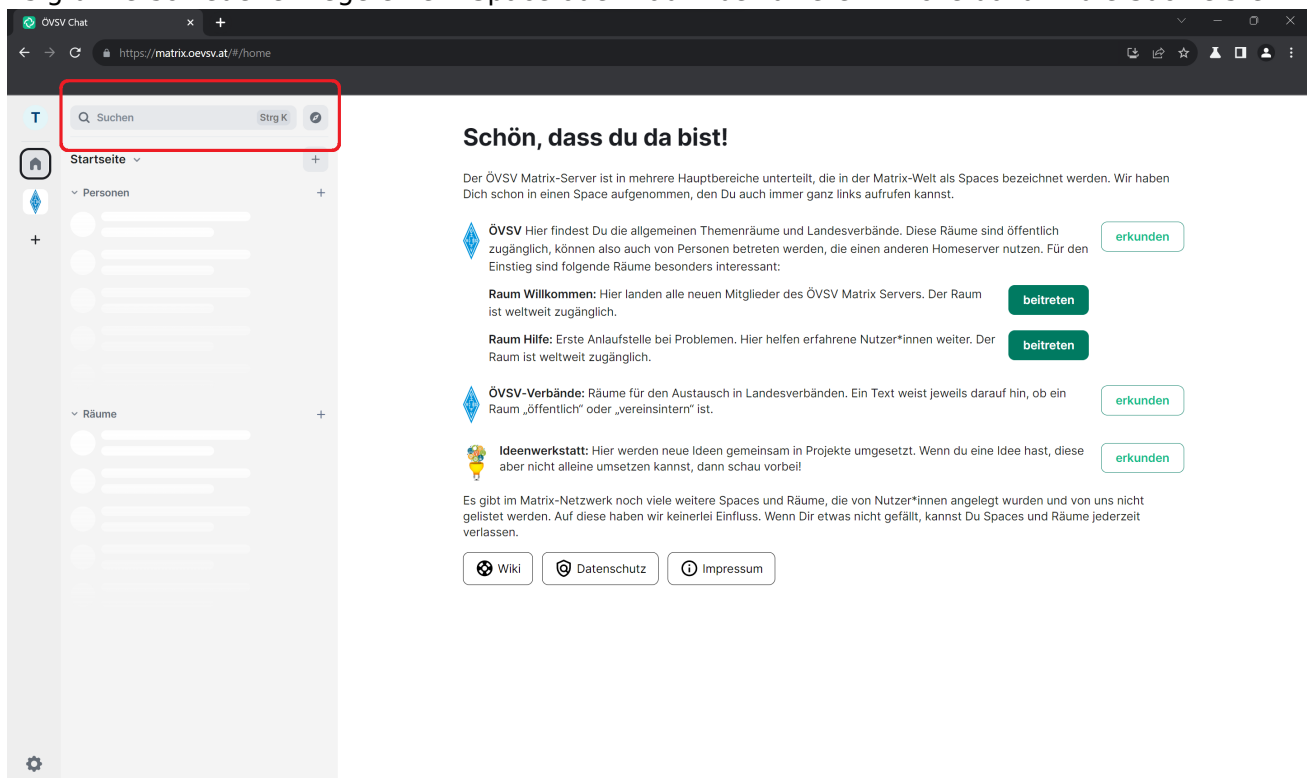 ÖVSV Chat
https://matrix.oevsv.at/#/home
T
Suchen
Strg K
Startseite
Personen
Räume
Schön, dass du da bist!
Der ÖVSV Matrix-Server ist in mehrere Hauptbereiche unterteilt, die in der Matrix-Welt als Spaces bezeichnet werden. Wir haben
Dich schon in einen Space aufgenommen, den Du auch immer ganz links aufrufen kannst.
ÖVSV Hier findest Du die allgemeinen Themenräume und Landesverbände. Diese Räume sind öffentlich
zugänglich, können also auch von Personen betreten werden, die einen anderen Homeserver nutzen. Für den
Einstieg sind folgende Räume besonders interessant:
erkunden
Raum Willkommen: Hier landen alle neuen Mitglieder des ÖVSV Matrix Servers. Der Raum
ist weltweit zugänglich.
beitreten
Raum Hilfe: Erste Anlaufstelle bei Problemen. Hier helfen erfahrene Nutzer*innen weiter. Der
Raum ist weltweit zugänglich.
beitreten
ÖVSV-Verbände: Räume für den Austausch in Landesverbänden. Ein Text weist jeweils darauf hin, ob ein
Raum „öffentlich“ oder „vereinsintern“ ist.
erkunden
Ideenwerkstatt: Hier werden neue Ideen gemeinsam in Projekte umgesetzt. Wenn du eine Idee hast, diese
aber nicht alleine umsetzen kannst, dann schau vorbei!
erkunden
Es gibt im Matrix-Netzwerk noch viele weitere Spaces und Räume, die von Nutzer*innen angelegt wurden und von uns nicht
gelistet werden. Auf diese haben wir keinerlei Einfluss. Wenn Dir etwas nicht gefällt, kannst Du Spaces und Räume jederzeit
verlassen.
Wiki
Datenschutz
Impressum